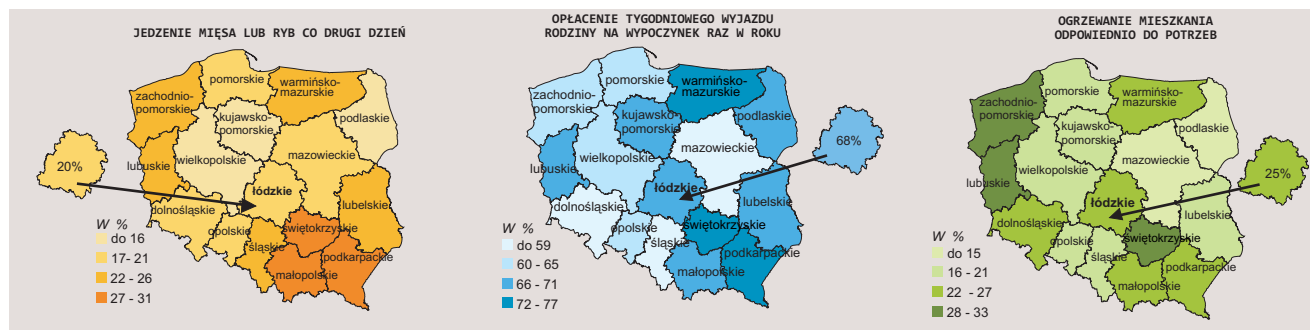 JEDZENIE MIĘSA LUB RYB CO DRUGI DZIEŃ
pomorskie
warmińsko-
mazurskie
zachodnio-
pomorskie
kujawsko-
pomorskie
podlaskie
20%
lubuskie
wielkopolskie
mazowieckie
łódzkie
dolnośląskie
lubelskie
opolskie
śląskie
świętokrzyskie
podkarpackie
małopolskie
W %
do 16
17- 21
22 - 26
27 - 31
OPŁACENIE TYGODNIOWEGO WYJAZDU
RODZINY NA WYPOCZYNEK RAZ W ROKU
pomorskie
warmińsko-
mazurskie
zachodnio-
pomorskie
kujawsko-
pomorskie
podlaskie
68%
mazowieckie
wielkopolskie
lubuskie
łódzkie
dolnośląskie
lubelskie
opolskie
śląskie
świętokrzyskie
podkarpackie
małopolskie
W %
do 59
60 - 65
66 - 71
72 - 77
OGRZEWANIE MIESZKANIA
ODPOWIEDNIO DO POTRZEB
pomorskie
warmińsko-
mazurskie
zachodnio-
pomorskie
kujawsko-
pomorskie
podlaskie
mazowieckie
wielkopolskie
lubuskie
25%
łódzkie
dolnośląskie
lubelskie
opolskie
śląskie
świętokrzyskie
podkarpackie
małopolskie
W %
do 15
16 - 21
22 - 27
28 - 33